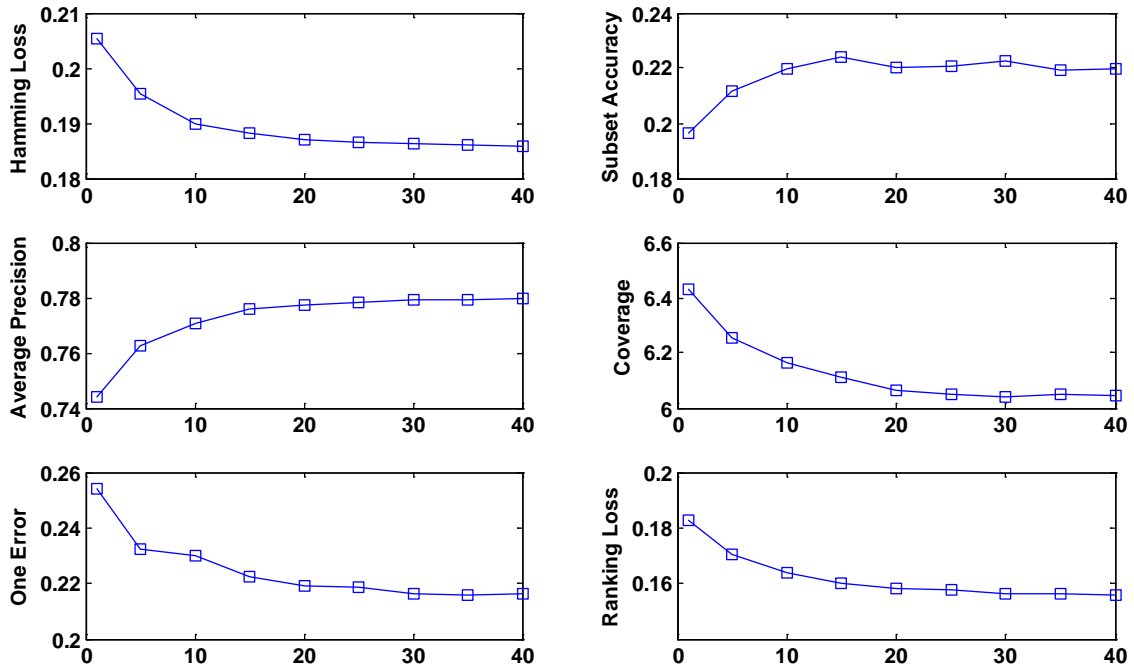 0.21
0.2
0.19
0.18
Hamming Loss
0 10 20 30 40
0.24
0.22
0.2
0.18
Subset Accuracy
0 10 20 30 40
0.8
0.78
0.76
0.74
Average Precision
0 10 20 30 40
6.6
6.4
6.2
6
Coverage
0 10 20 30 40
0.26
0.24
0.22
0.2
One Error
0 10 20 30 40
0.2
0.18
0.16
Ranking Loss
0 10 20 30 40